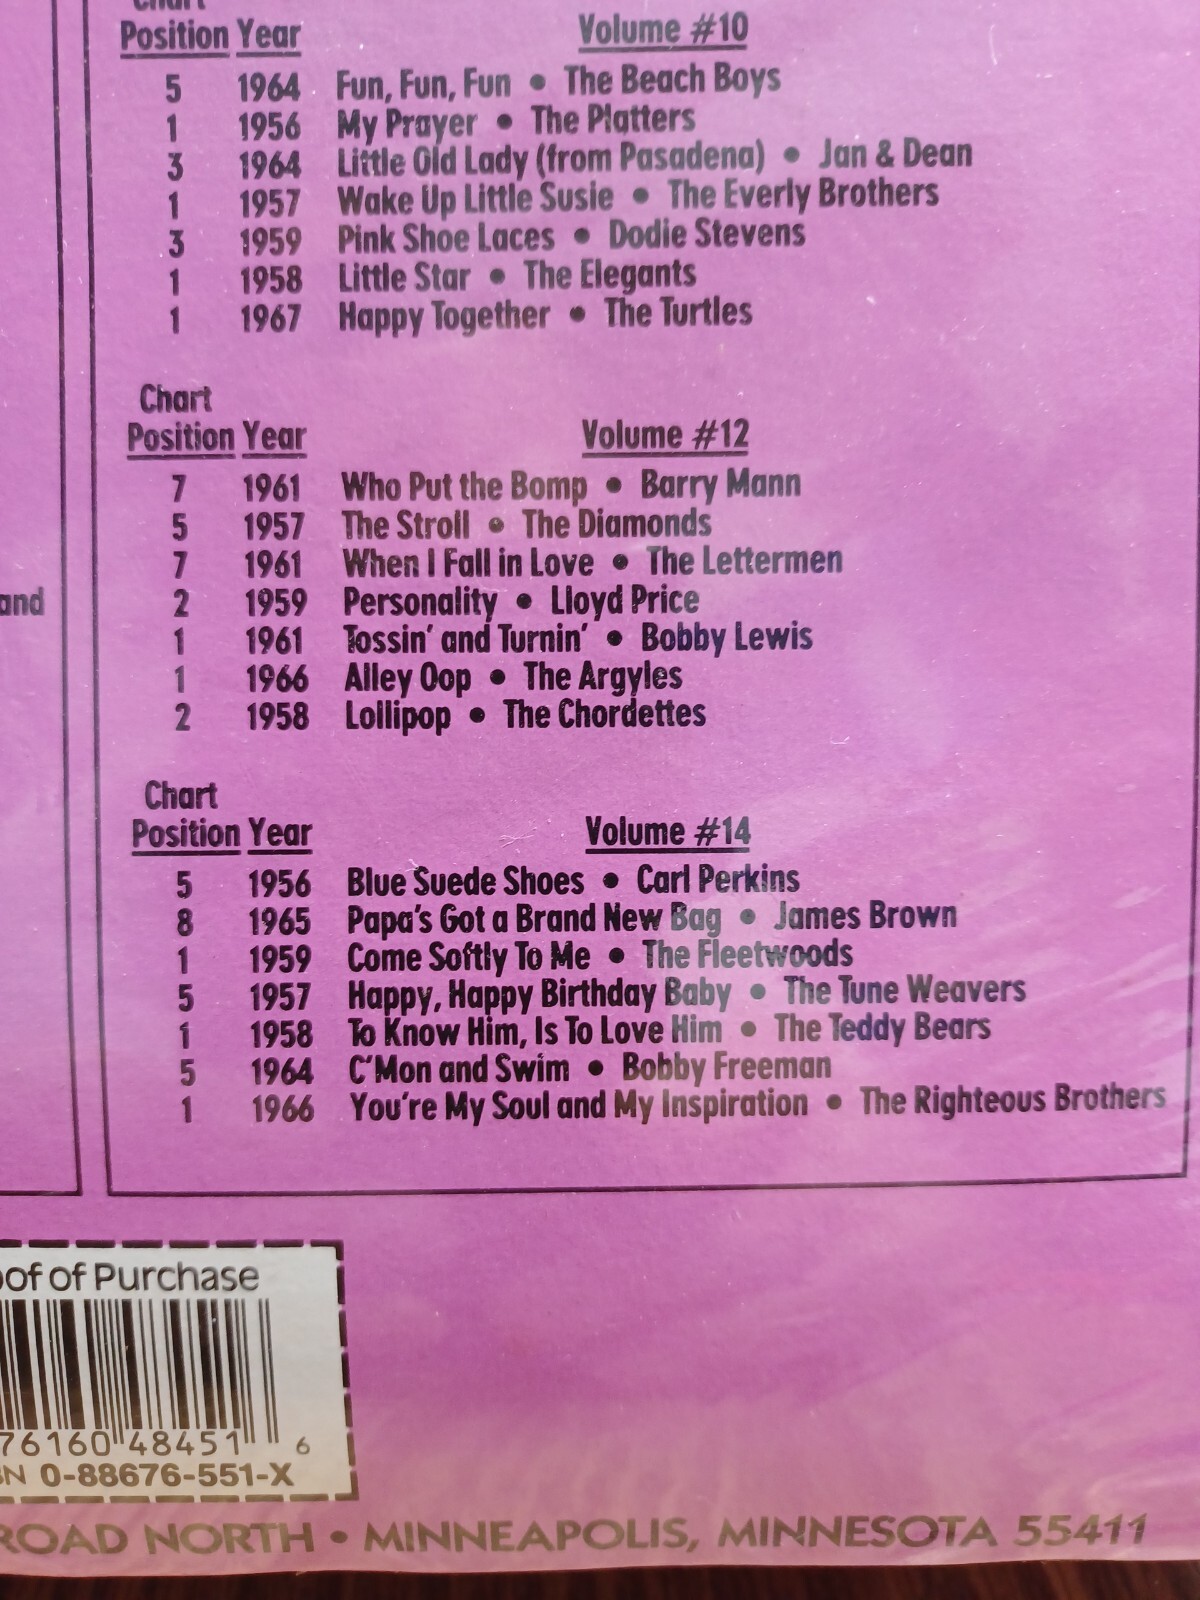 Chart
Position Year Volume #10
5 1964 Fun, Fun, Fun • The Beach Boys
1 1956 My Prayer • The Platters
3 1964 Little Old Lady (from Pasadena) • Jan & Dean
1 1957 Wake Up Little Susie • The Everly Brothers
3 1959 Pink Shoe Laces • Dodie Stevens
1 1958 Little Star • The Elegants
1 1967 Happy Together • The Turtles
Chart
Position Year Volume #12
7 1961 Who Put the Bomp • Barry Mann
5 1957 The Stroll • The Diamonds
7 1961 When I Fall in Love • The Lettermen
and
2 1959 Personality • Lloyd Price
1 1961 Tossin' and Turnin' • Bobby Lewis
1 1966 Alley Oop • The Argyles
2 1958 Lollipop • The Chordettes
Chart
Position Year Volume #14
5 1956 Blue Suede Shoes • Carl Perkins
8 1965 Papa's Got a Brand New Bag • James Brown
1 1959 Come Softly To Me • The Fleetwoods
5 1957 Happy, Happy Birthday Baby • The Tune Weavers
1 1958 To Know Him, Is To Love Him • The Teddy Bears
5 1964 C'Mon and Swim • Bobby Freeman
1 1966 You're My Soul and My Inspiration • The Righteous Brothers
oof of Purchase
76160 48451 6
BN 0-88676-551-X
ROAD NORTH • MINNEAPOLIS, MINNESOTA 55411